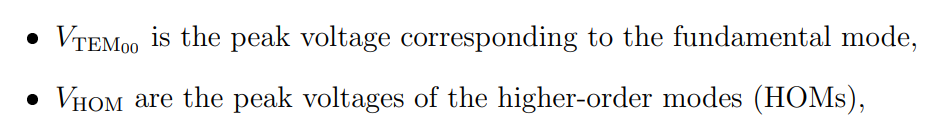 • V_TEM₀₀ is the peak voltage corresponding to the fundamental mode,
• V_HOM are the peak voltages of the higher-order modes (HOMs),